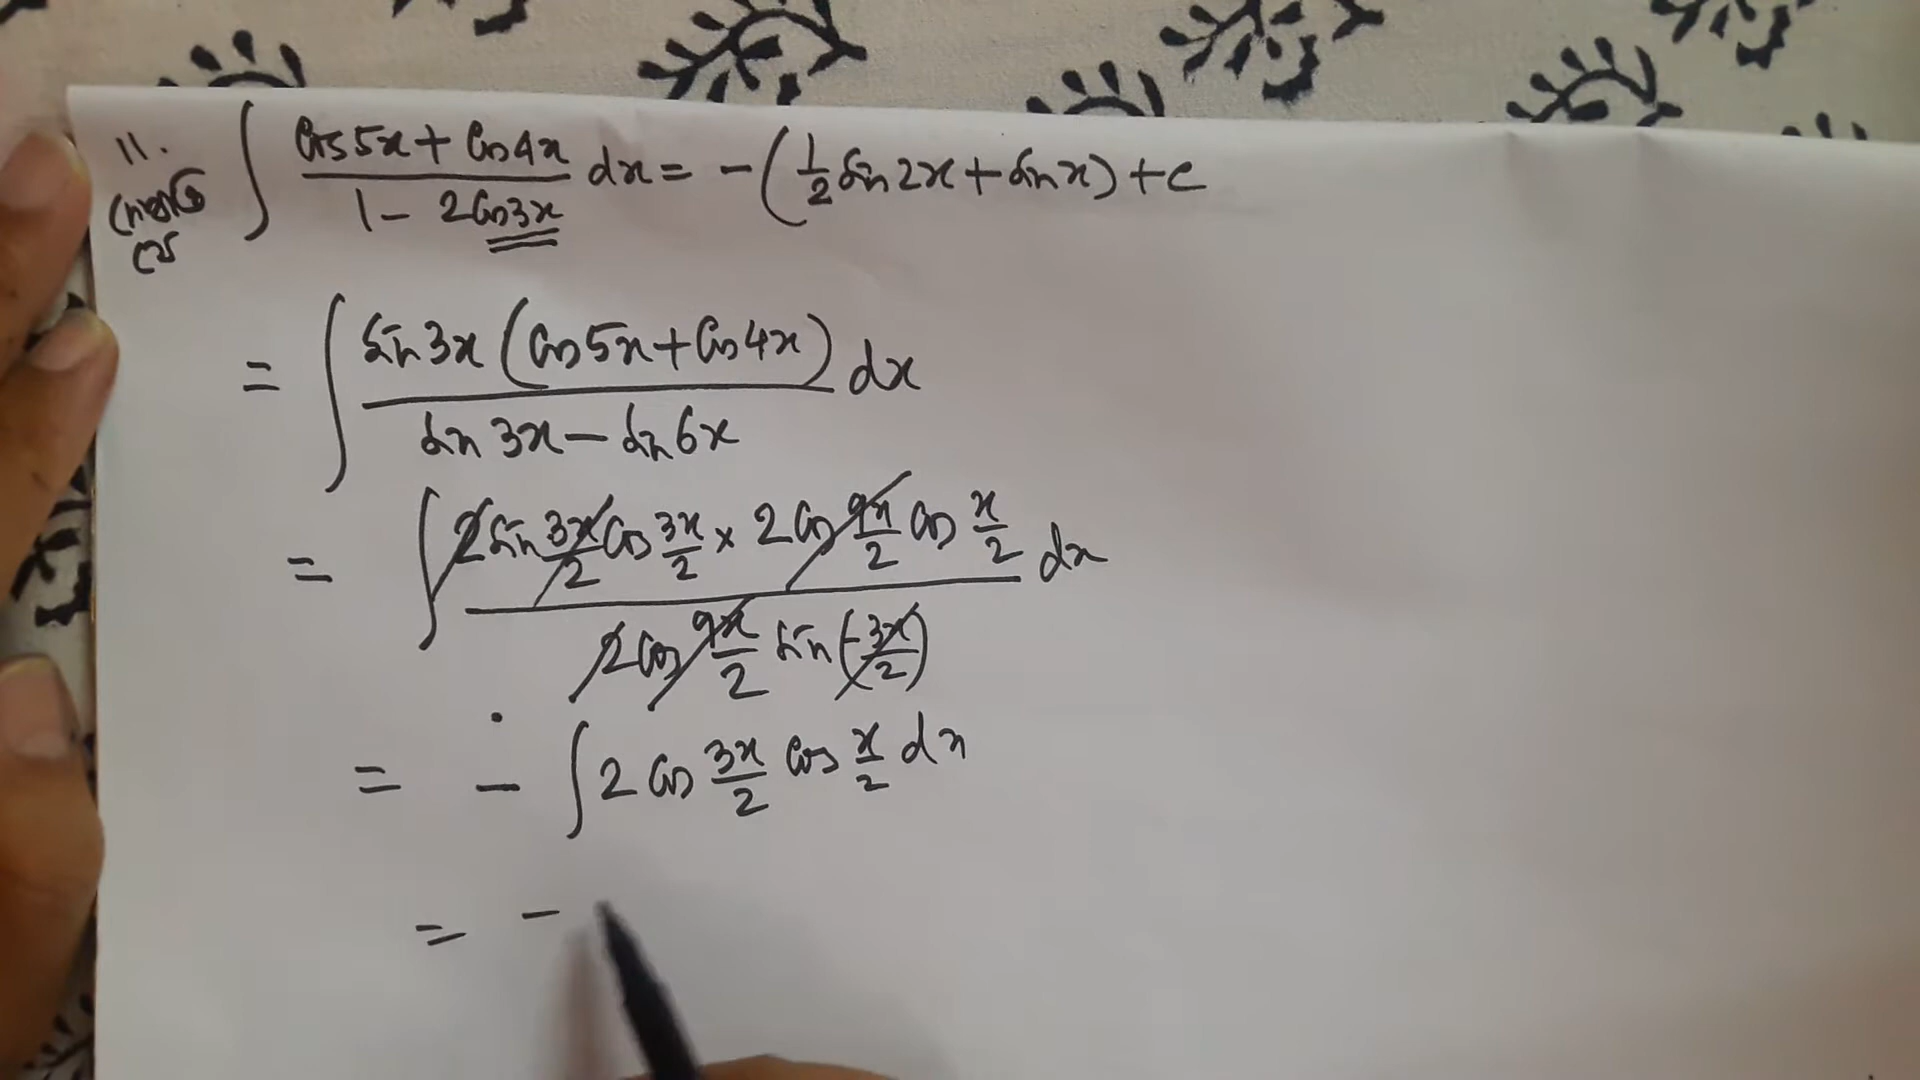 11. ∫ (cos5x + cos4x)/(1 - 2cos3x) dx = -(1/2 sin2x + sinx) + c
= ∫ sin3x(cos5x + cos4x)/(sin3x - sin6x) dx
= ∫ (2sin 3x/2 cos 3x/2 × 2cos 9x/2 cos x/2)/(2cos 9x/2 sin(-3x/2)) dx
= - ∫ 2cos 3x/2 cos x/2 dx
= -